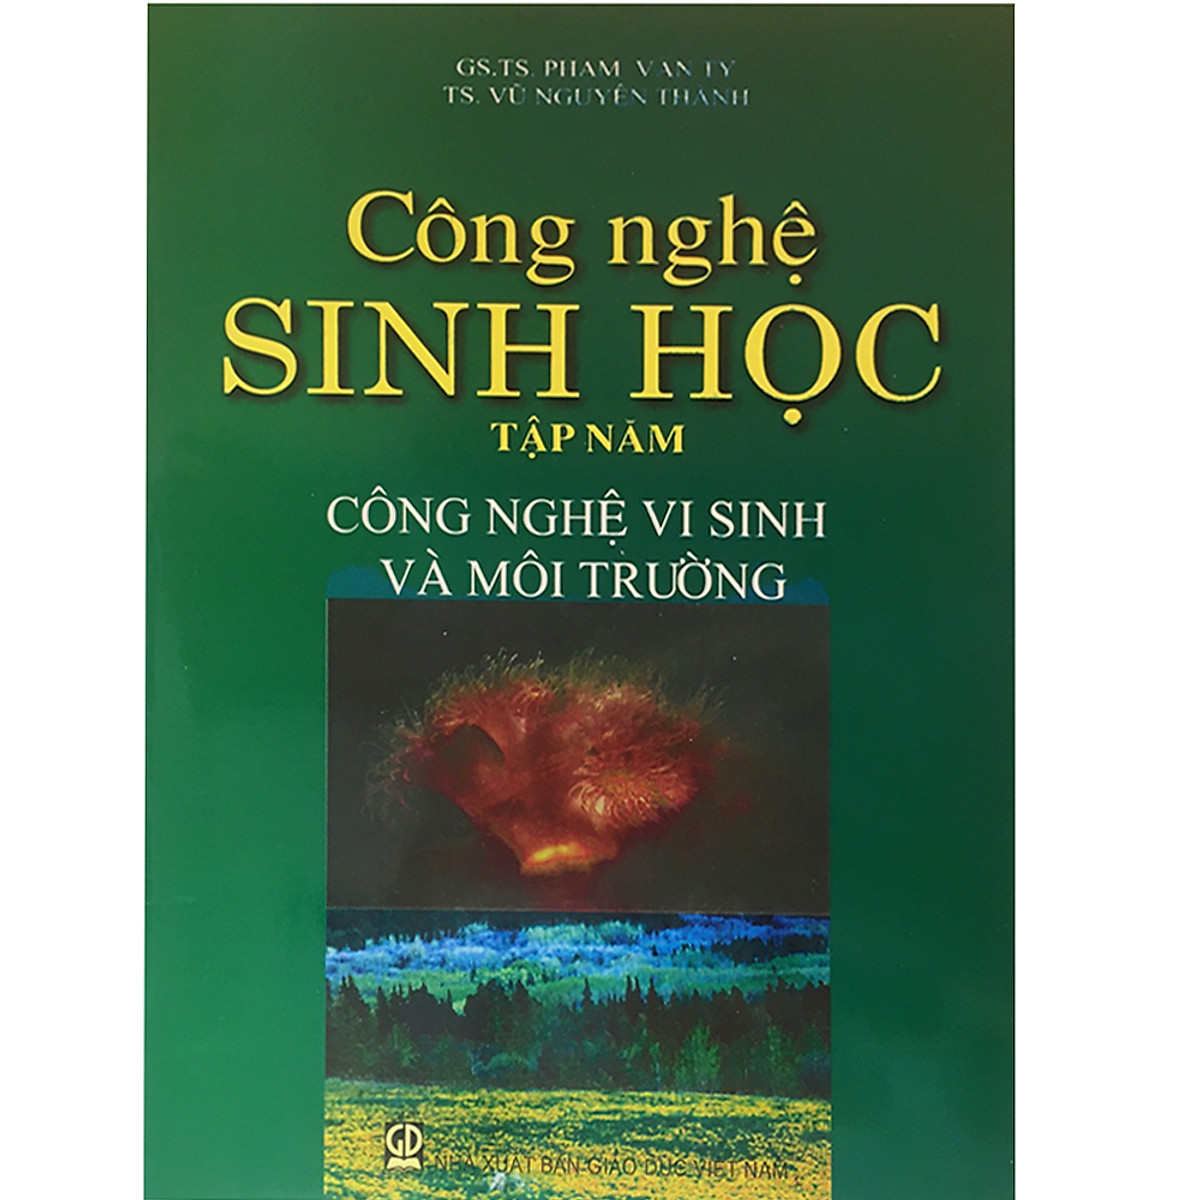 GS.TS. PHẠM VĂN TY
TS. VŨ NGUYÊN THÀNH
Công nghệ
SINH HỌC
TẬP NĂM
CÔNG NGHỆ VI SINH
VÀ MÔI TRƯỜNG
GD
NHÀ XUẤT BẢN GIÁO DỤC VIỆT NAM